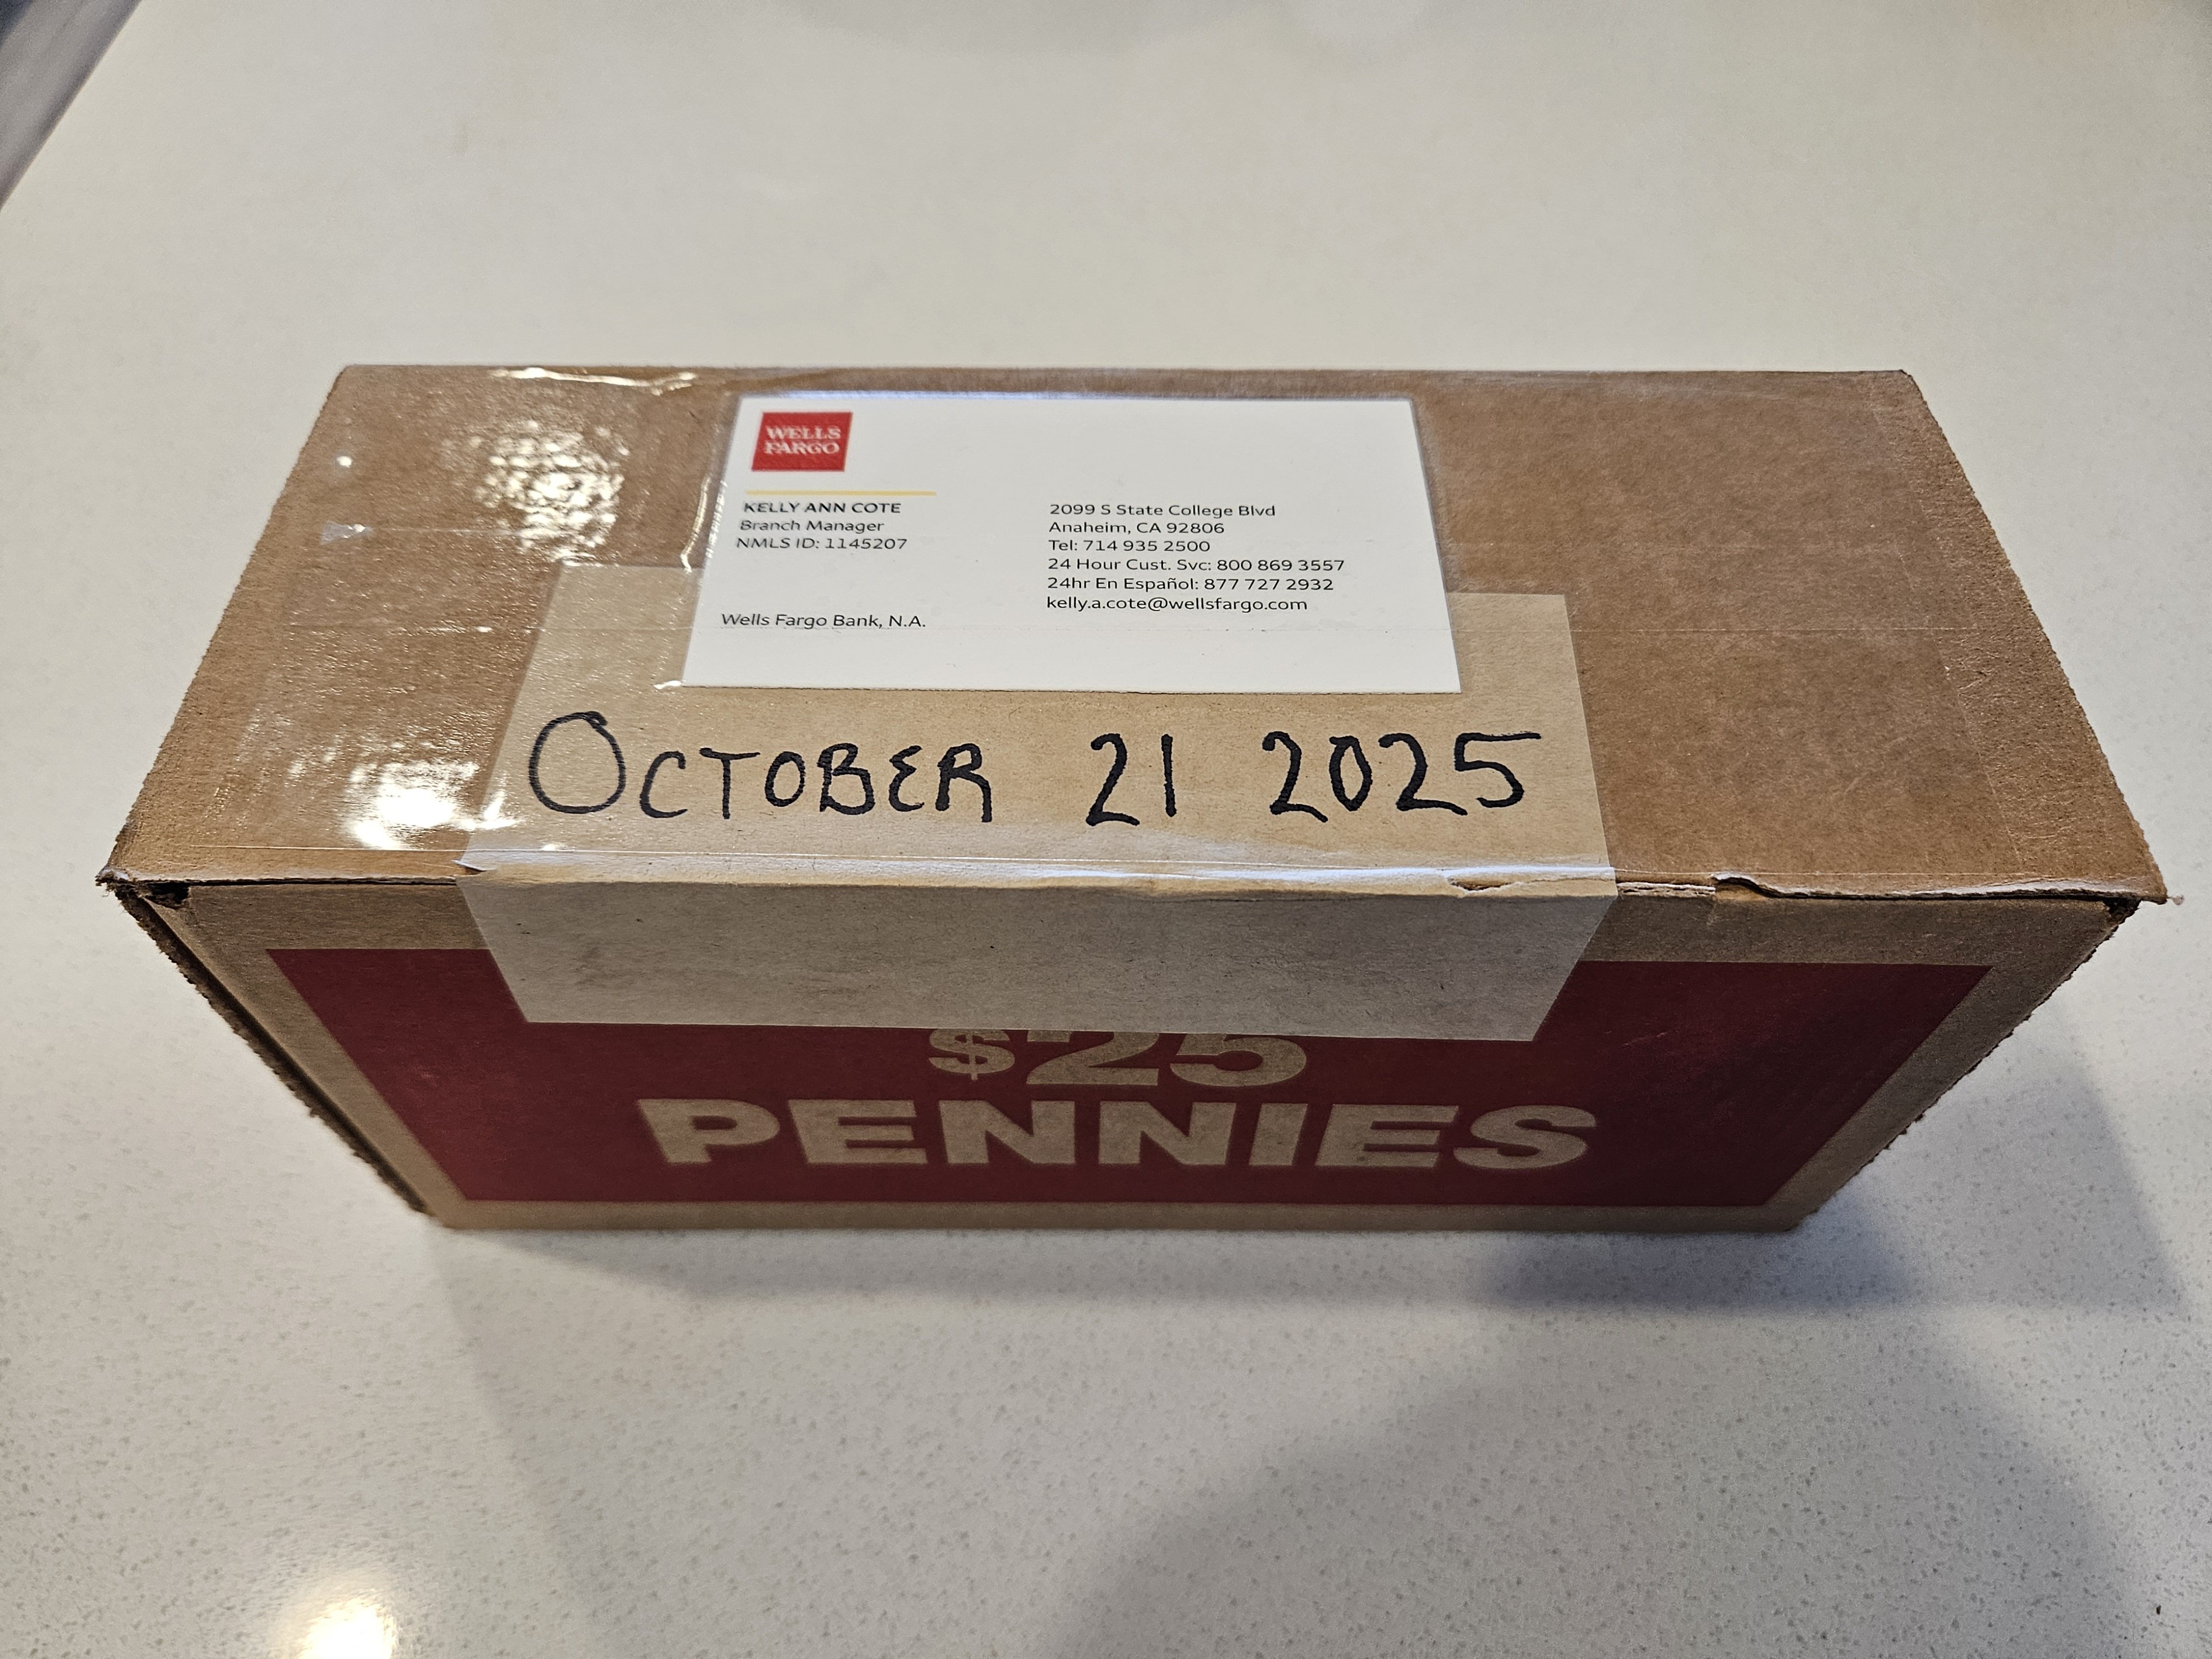 WELLS
FARGO
KELLY ANN COTE
Branch Manager
NMLS ID: 1145207
Wells Fargo Bank, N.A.
2099 S State College Blvd
Anaheim, CA 92806
Tel: 714 935 2500
24 Hour Cust. Svc: 800 869 3557
24hr En Español: 877 727 2932
kelly.a.cote@wellsfargo.com
OCTOBER 21 2025
$25
PENNIES